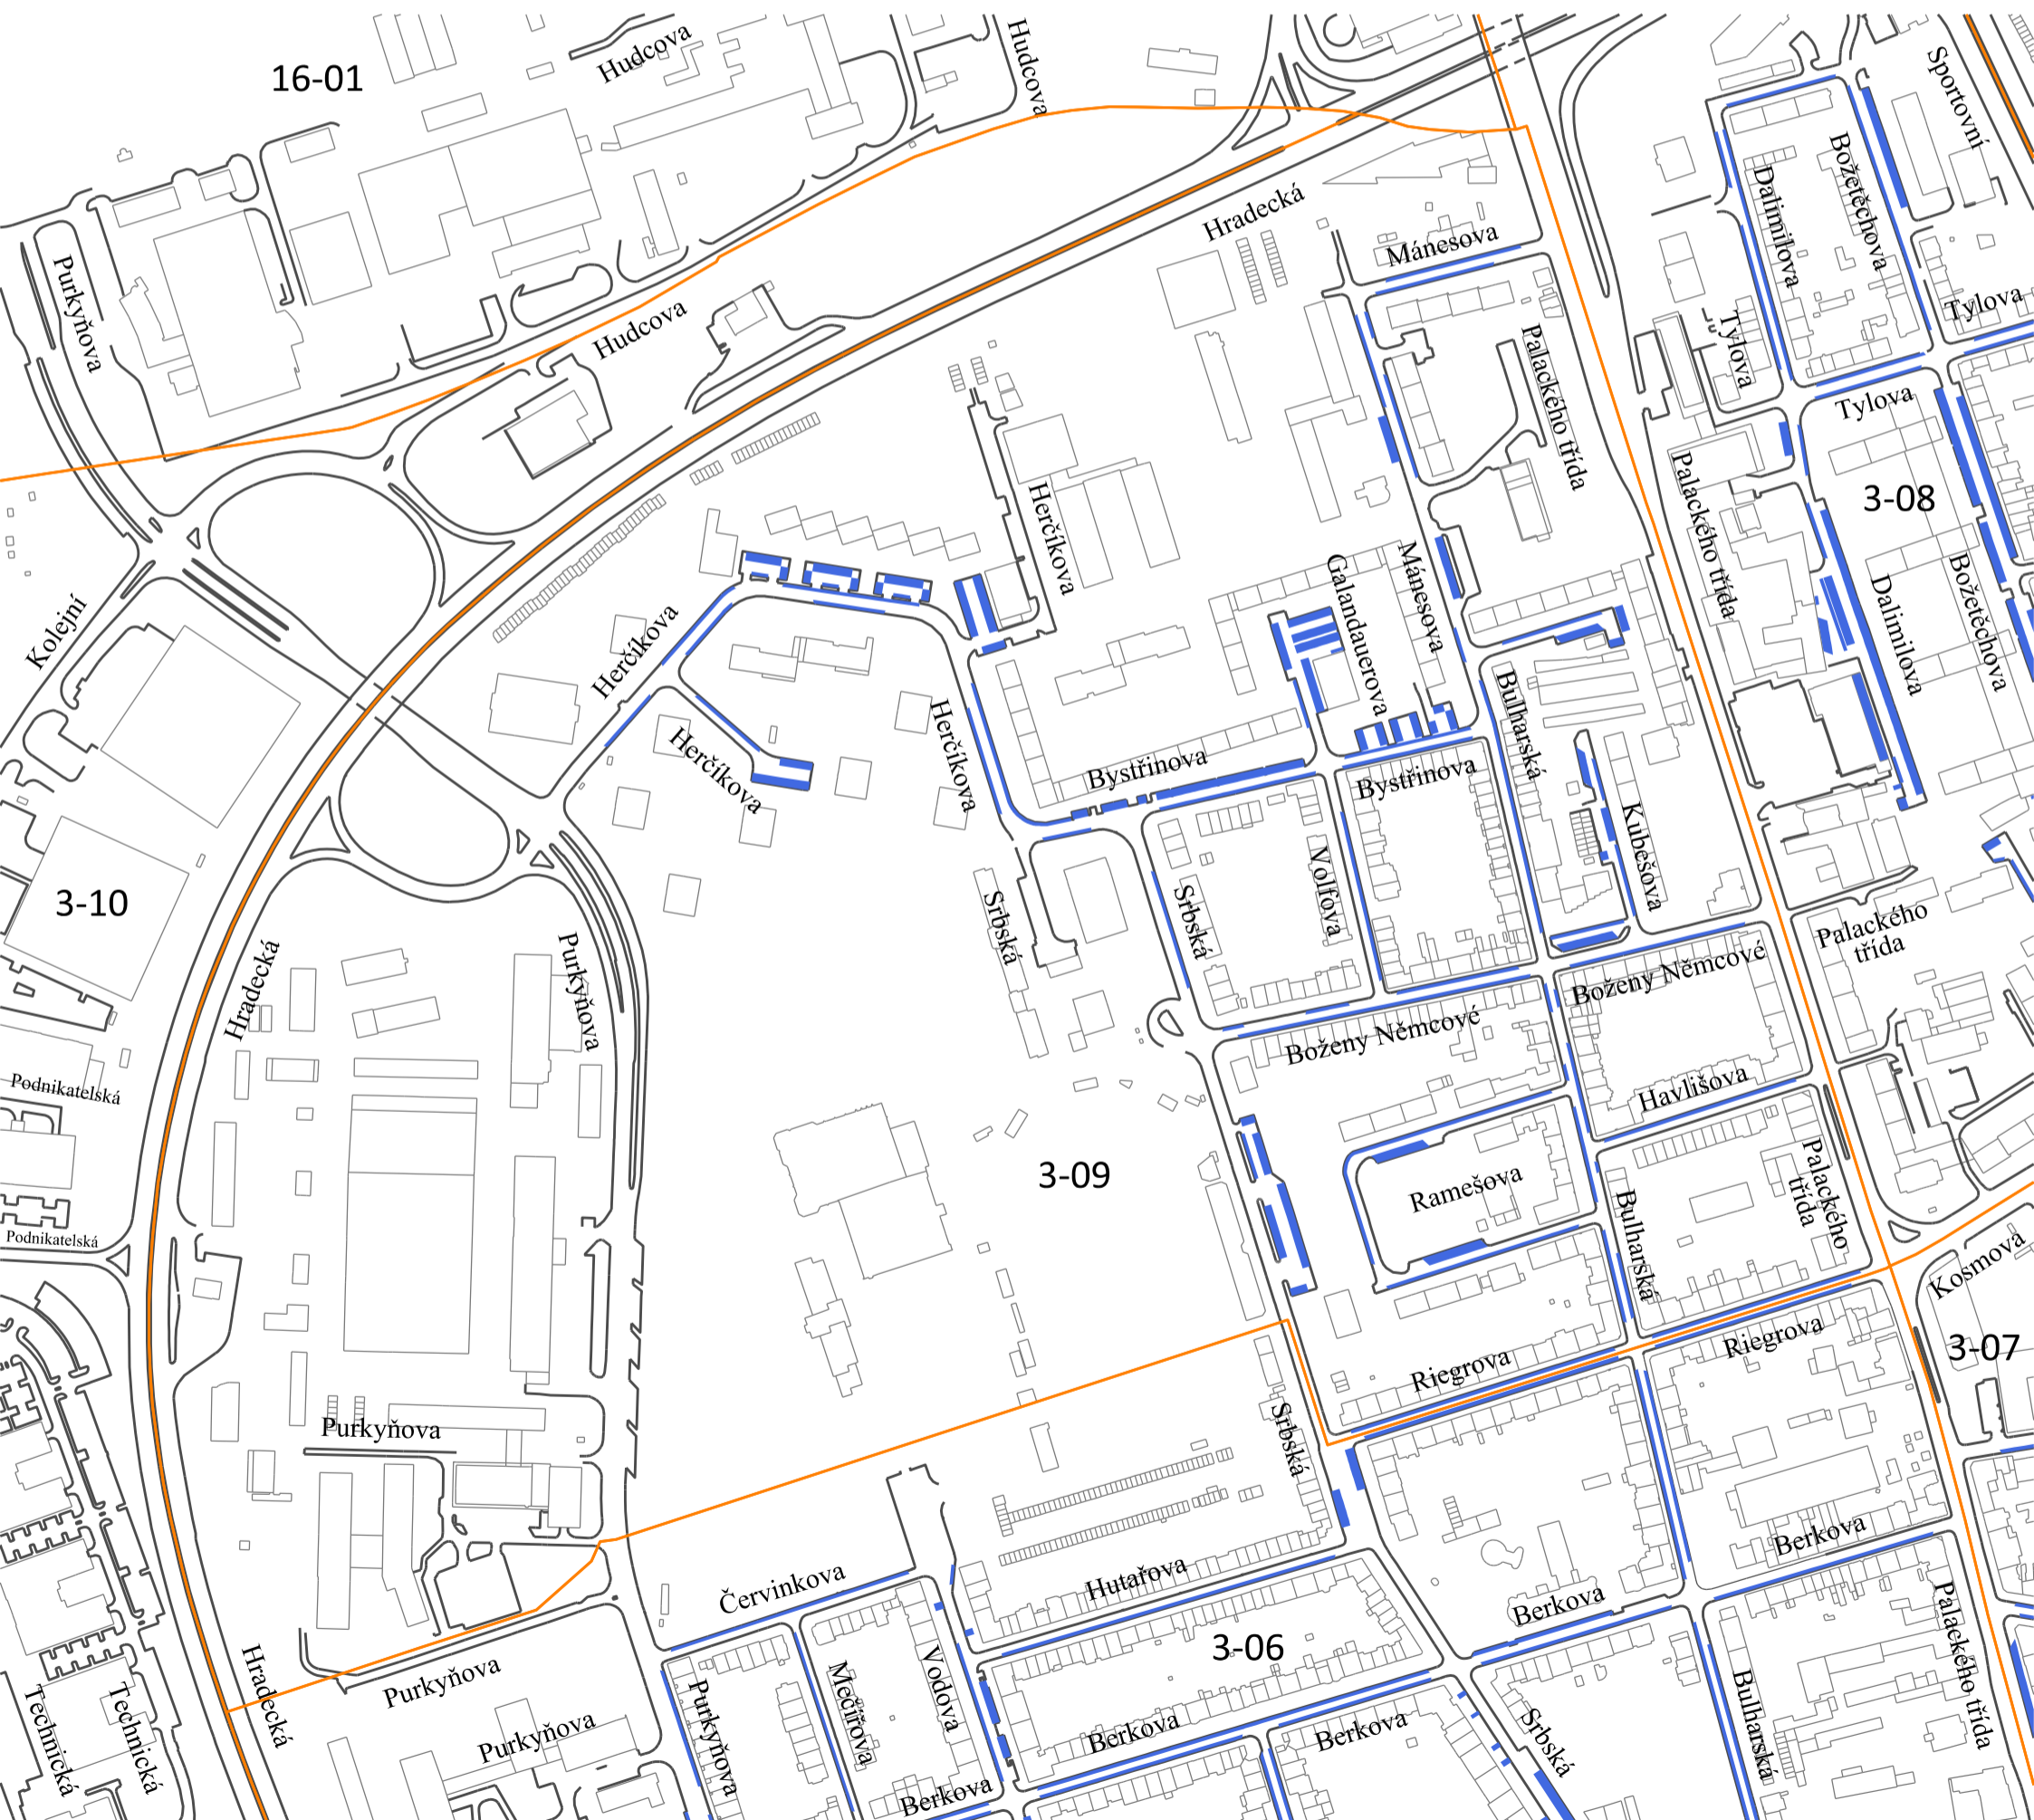 Hudcova
Hudcova
16-01
Sportovní
Božetěchova
Dalimilova
Hradecká
Mánesova
Purkyňova
Hudcova
Tylova
Tylova
Tylova
Palackého třída
Palackého třída
3-08
Herčíkova
Galandauerova
Mánesova
Dalimilova
Božetěchova
Kolejní
Herčíkova
Bulharská
Herčíkova
Herčíkova
Bystřinova
Bystřinova
Kubešova
Volfova
3-10
Srbská
Srbská
Palackého
třída
Hradecká
Purkyňova
Boženy Němcové
Boženy Němcové
Podnikatelská
Havlišova
3-09
Ramešova
Palackého
třída
Bulharská
Podnikatelská
Kosmova
Riegrova
3-07
Riegrova
Purkyňova
Srbská
Berkova
Červinkova
Hutařova
Berkova
3-06
Palackého třída
Hradecká
Purkyňova
Vodova
Mečířova
Purkyňova
Technická
Technická
Purkyňova
Berkova
Berkova
Srbská
Bulharská
Berkova